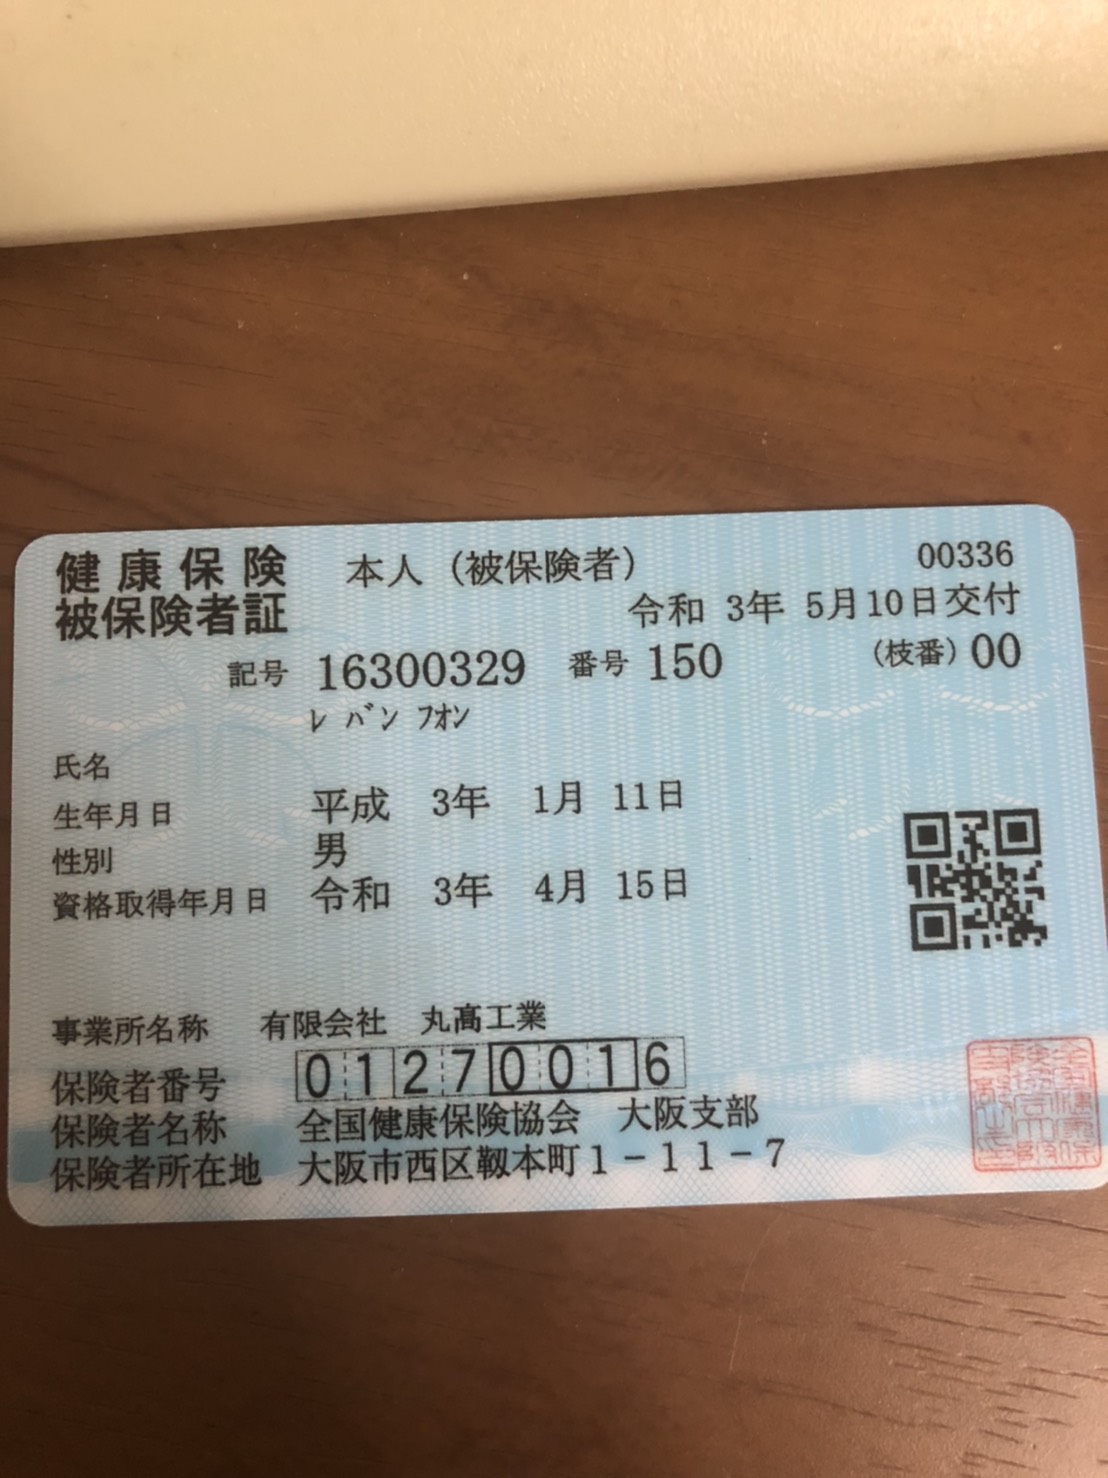 健康保険 本人（被保険者） 00336
被保険者証 令和 3年 5月10日交付
記号 16300329 番号 150 (枝番) 00
ﾚ ﾊﾞﾝ ﾌｵﾝ
氏名
生年月日 平成 3年 1月 11日
性別 男
資格取得年月日 令和 3年 4月 15日
事業所名称 有限会社 丸髙工業
保険者番号 01270016
保険者名称 全国健康保険協会 大阪支部
保険者所在地 大阪市西区靱本町1－11－7